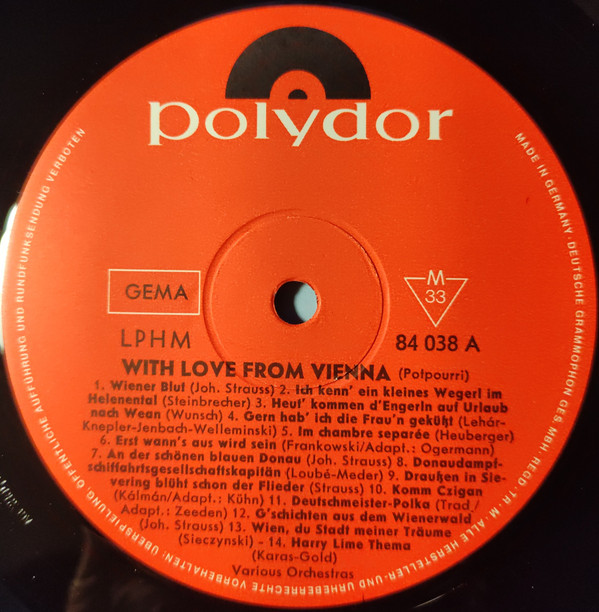 polydor
GEMA
M
33
LPHM
84 038 A
WITH LOVE FROM VIENNA (Potpourri)
1. Wiener Blut (Joh. Strauss) 2. Ich kenn' ein kleines Wegerl im
Helenental (Steinbrecher) 3. Heut' kommen d'Engerln auf Urlaub
nach Wean (Wunsch) 4. Gern hab' ich die Frau'n geküßt (Lehár-
Knepler-Jenbach-Welleminski) 5. Im chambre separée (Heuberger)
6. Erst wann's aus wird sein (Frankowski/Adapt.: Ogermann)
7. An der schönen blauen Donau (Joh. Strauss) 8. Donaudampf-
schiffahrtsgesellschaftskapitän (Loubé-Meder) 9. Draußen in Sie-
vering blüht schon der Flieder (Strauss) 10. Komm Czigan
(Kálmán/Adapt.: Kühn) 11. Deutschmeister-Polka (Trad/
Adapt.: Zeeden) 12. G'schichten aus dem Wienerwald
(Joh. Strauss) 13. Wien, du Stadt meiner Träume
(Sieczynski) - 14. Harry Lime Thema
(Karas-Gold)
Various Orchestras
MADE IN GERMANY · DEUTSCHE GRAMMOPHON GES.MBH. · RECO. TR. M. · ALLE HERSTELLER- UND URHEBERRECHTE VORBEHALTEN: ÜBERSPIELUNG ÖFFENTLICHE AUFFÜHRUNG UND RUNDFUNKSENDUNG VERBOTEN